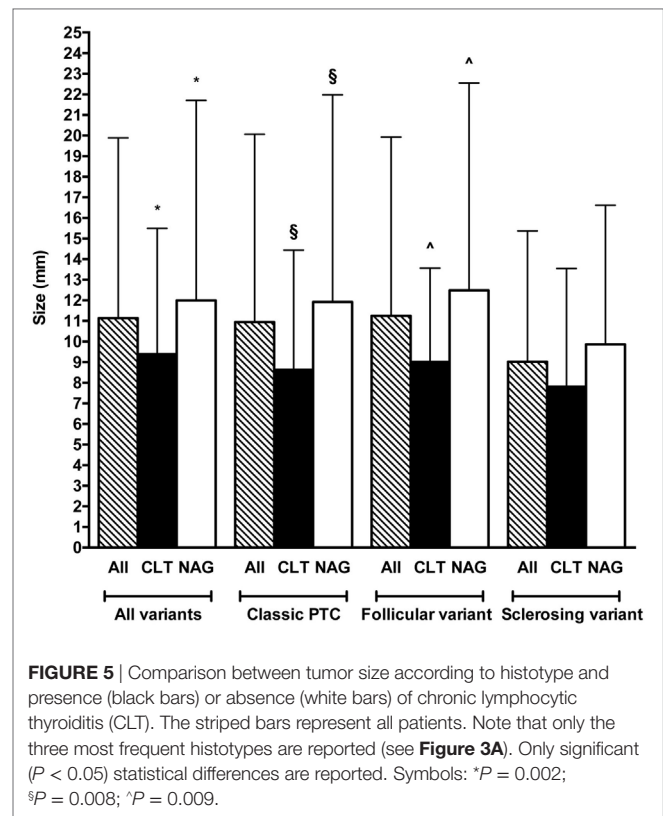 25
24
23
22
21
20
19
18
17
16
15
14
13
12
11
10
9
8
7
6
5
4
3
2
1
0
Size (mm)
* * § § ^ ^
All CLT NAG All CLT NAG All CLT NAG All CLT NAG
All variants Classic PTC Follicular variant Sclerosing variant
FIGURE 5 | Comparison between tumor size according to histotype and
presence (black bars) or absence (white bars) of chronic lymphocytic
thyroiditis (CLT). The striped bars represent all patients. Note that only the
three most frequent histotypes are reported (see Figure 3A). Only significant
(P < 0.05) statistical differences are reported. Symbols: *P = 0.002;
§P = 0.008; ^P = 0.009.